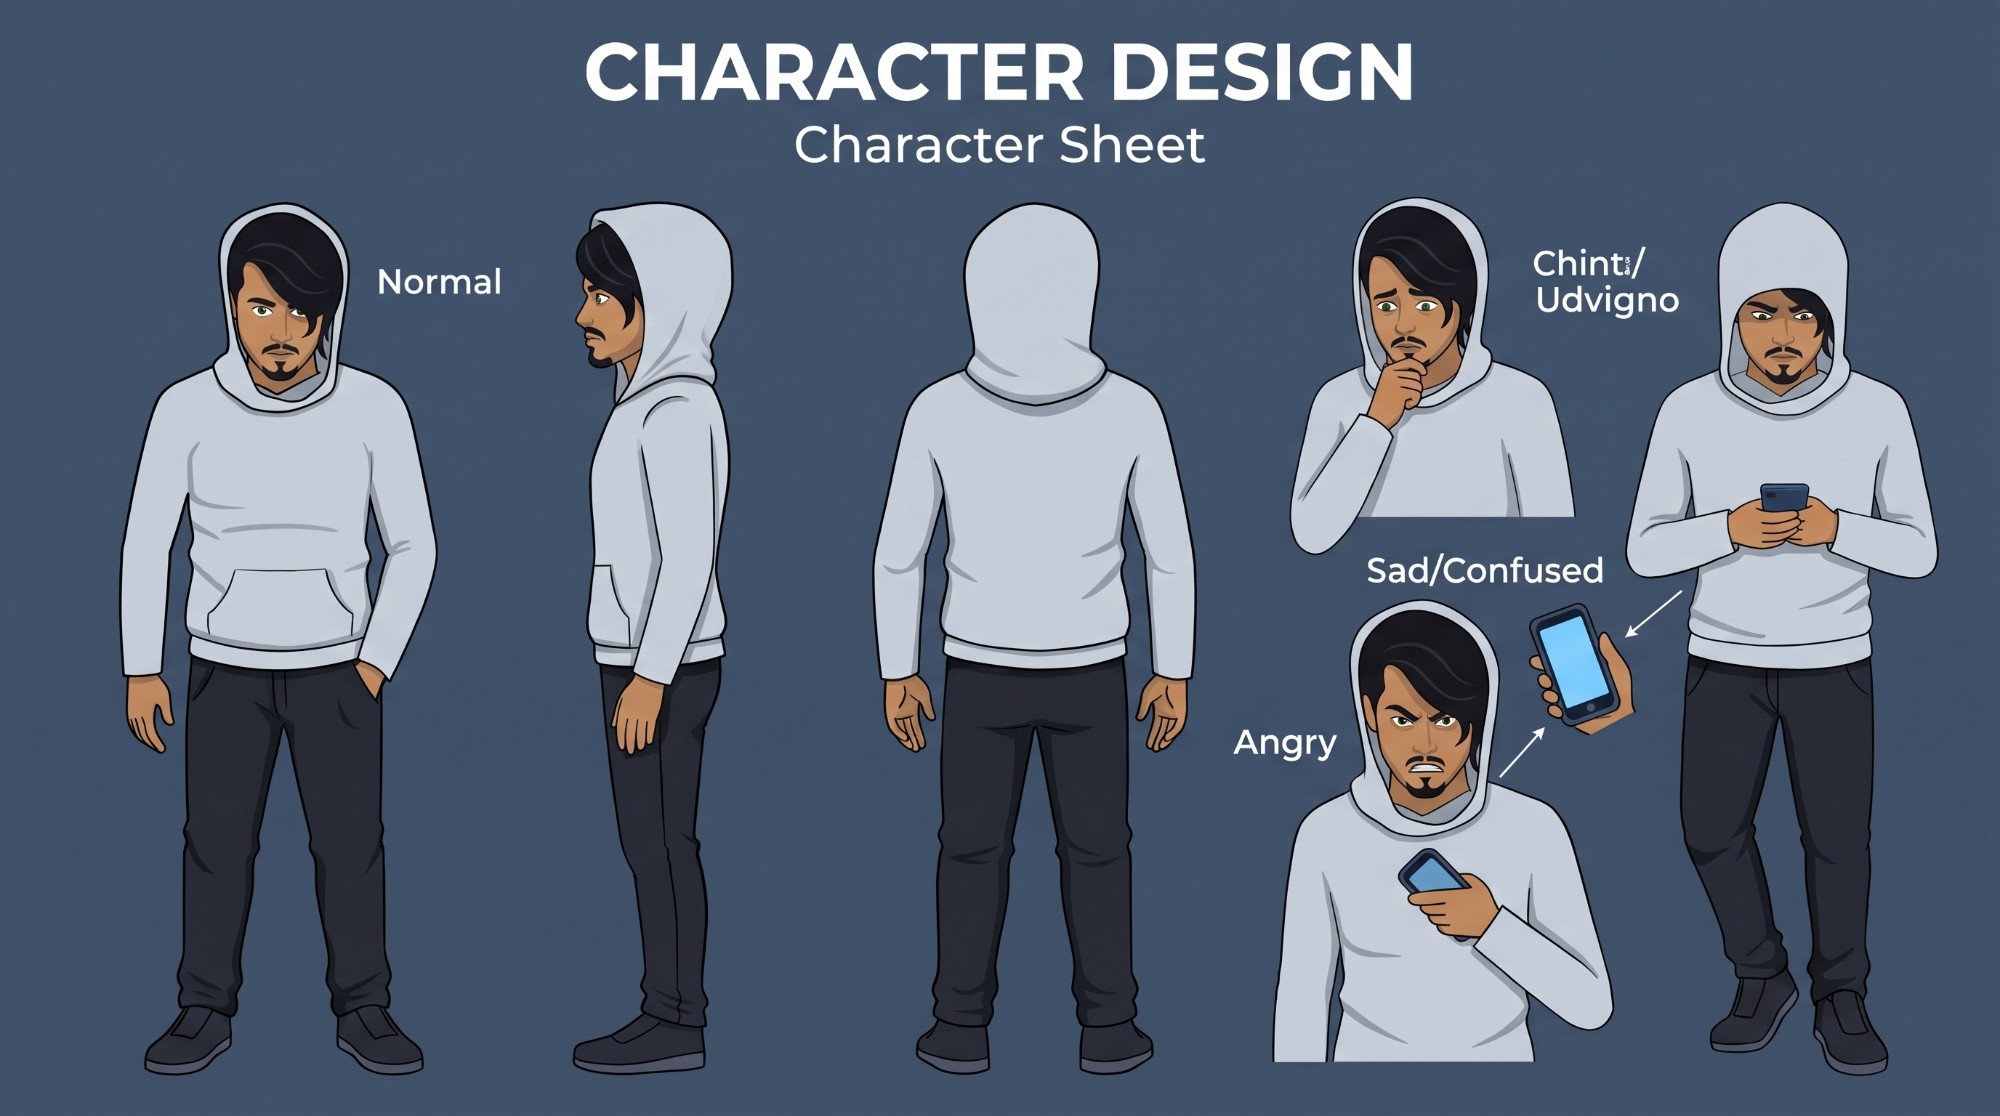 CHARACTER DESIGN
Character Sheet
Normal
Udvigno
Sad/Confused
Angry